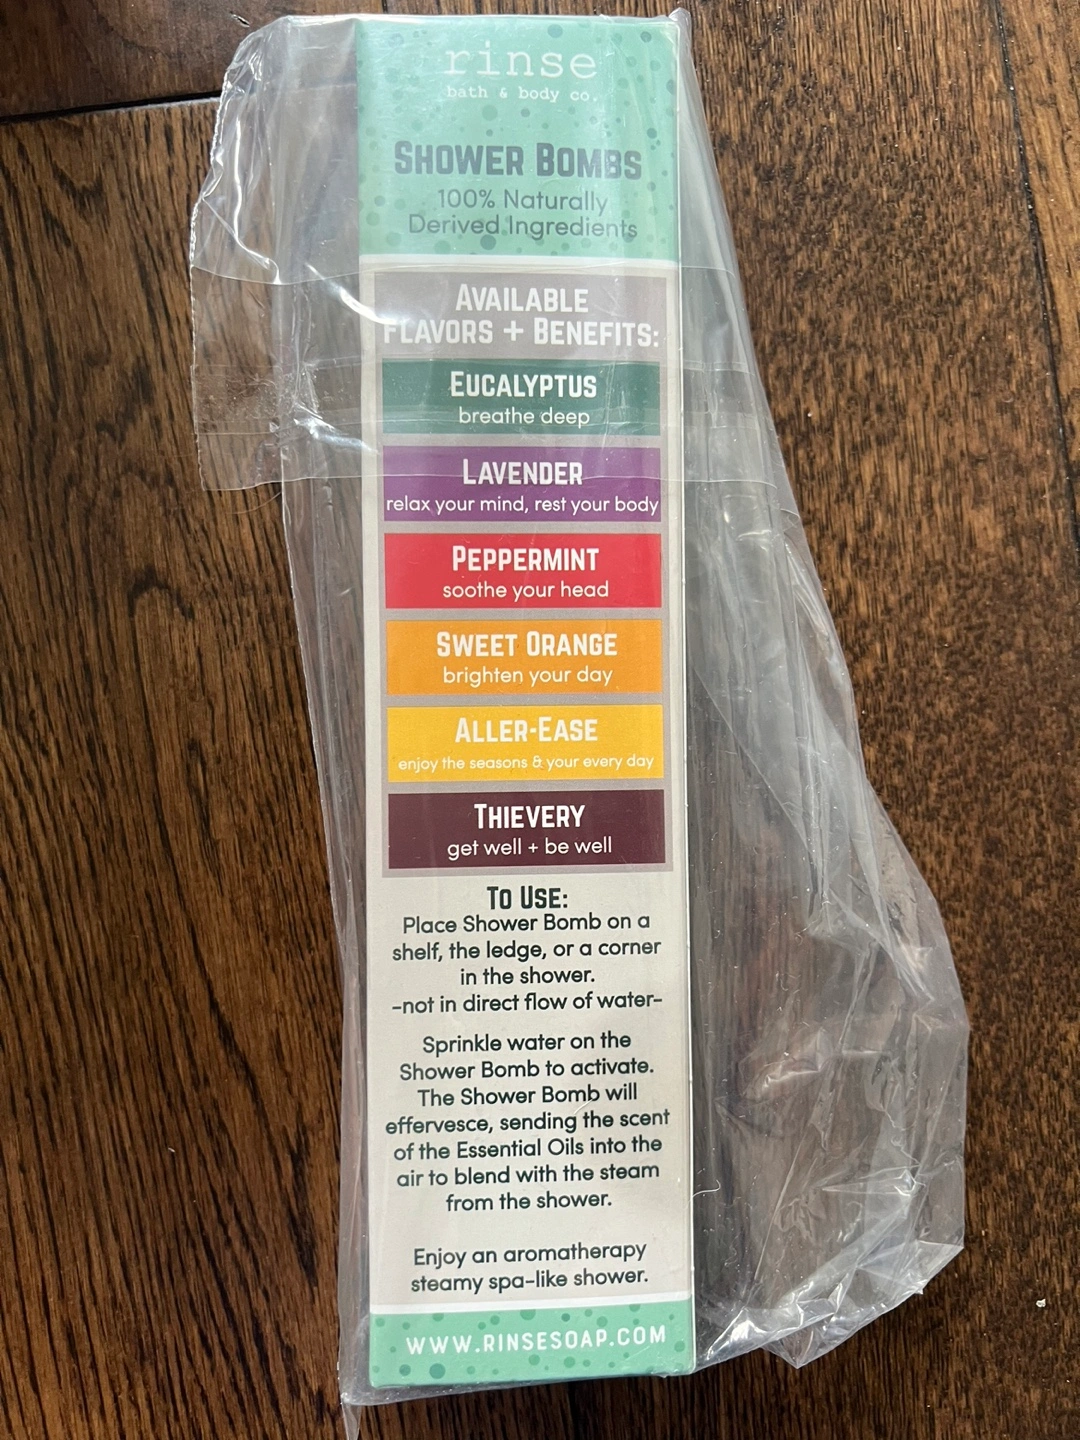 rinse
bath & body co.
SHOWER BOMBS
100% Naturally
Derived Ingredients
AVAILABLE
FLAVORS + BENEFITS:
EUCALYPTUS
breathe deep
LAVENDER
relax your mind, rest your body
PEPPERMINT
soothe your head
SWEET ORANGE
brighten your day
ALLER-EASE
enjoy the seasons & your every day
THIEVERY
get well + be well
TO USE:
Place Shower Bomb on a
shelf, the ledge, or a corner
in the shower.
-not in direct flow of water-
Sprinkle water on the
Shower Bomb to activate.
The Shower Bomb will
effervesce, sending the scent
of the Essential Oils into the
air to blend with the steam
from the shower.
Enjoy an aromatherapy
steamy spa-like shower.
WWW.RINSESOAP.COM